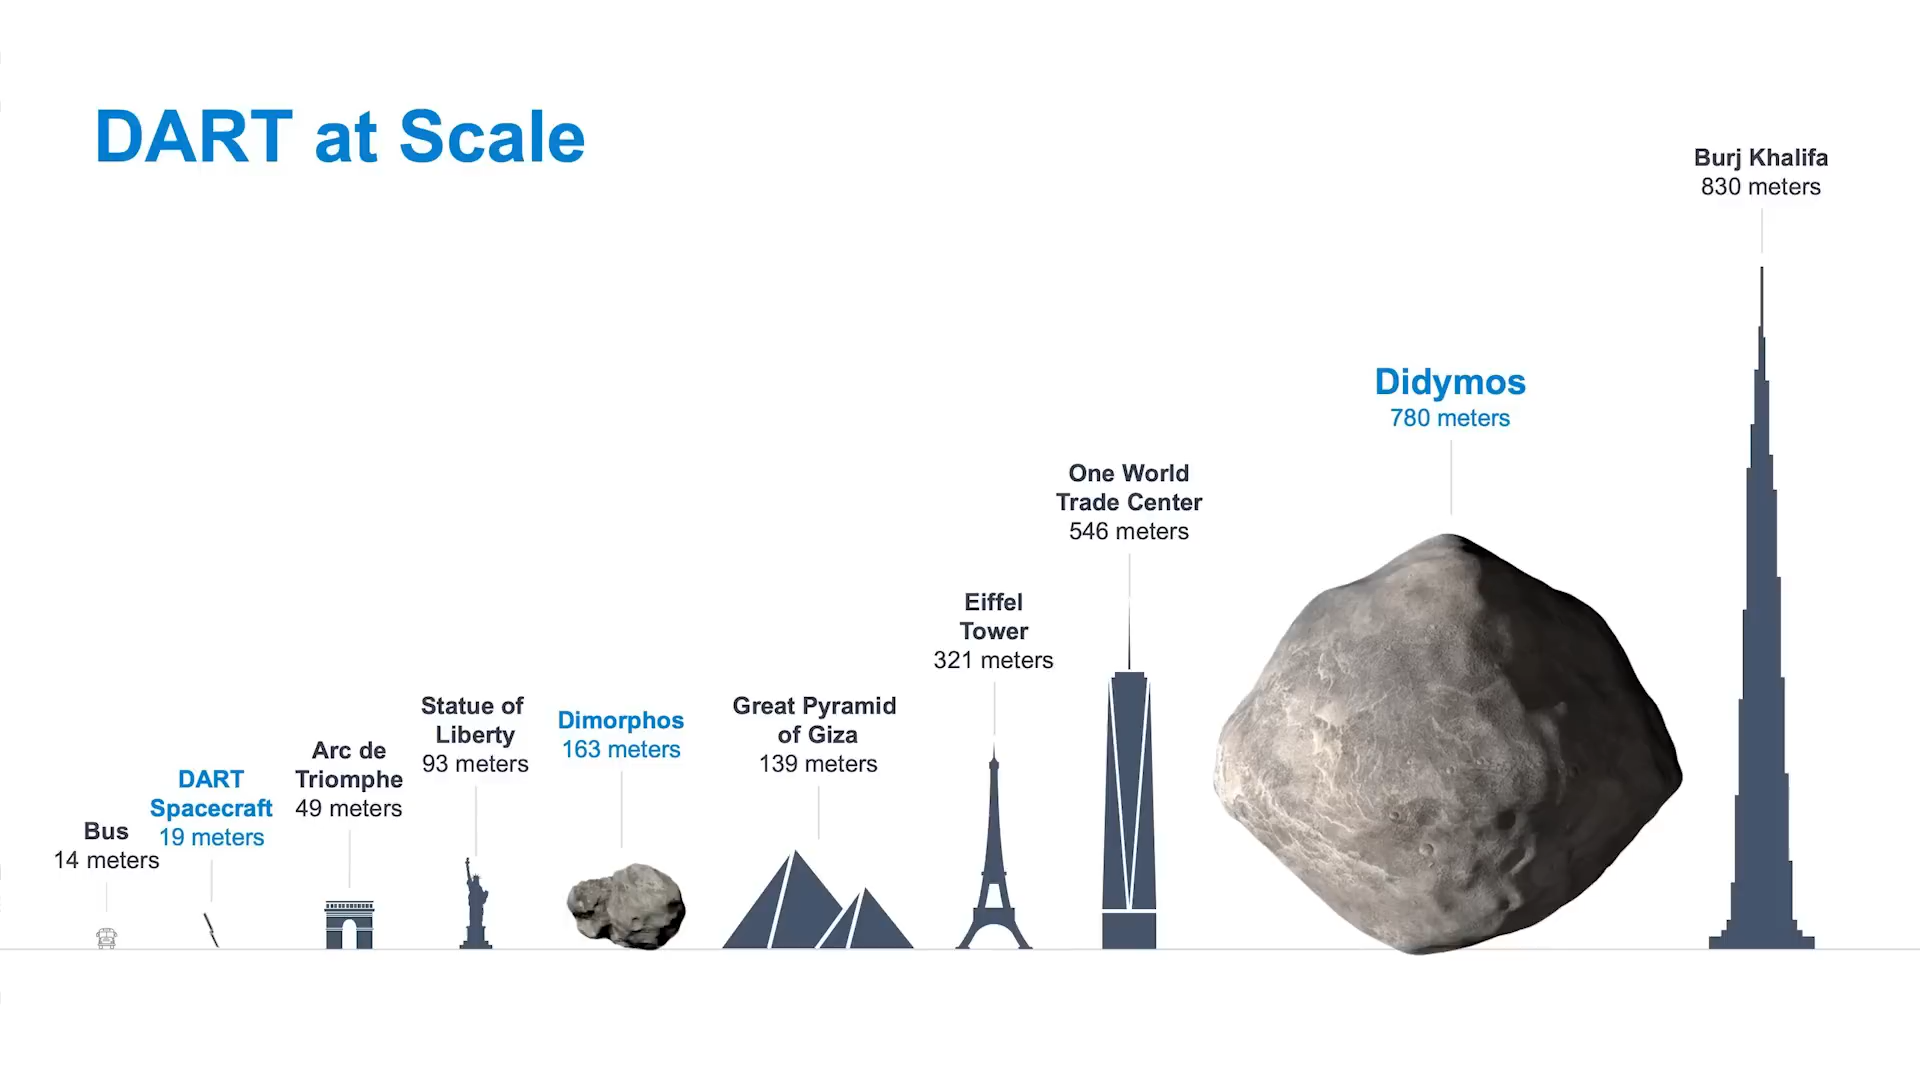 DART at Scale
Bus
14 meters
DART
Spacecraft
19 meters
Arc de
Triomphe
49 meters
Statue of
Liberty
93 meters
Dimorphos
163 meters
Great Pyramid
of Giza
139 meters
Eiffel
Tower
321 meters
One World
Trade Center
546 meters
Didymos
780 meters
Burj Khalifa
830 meters